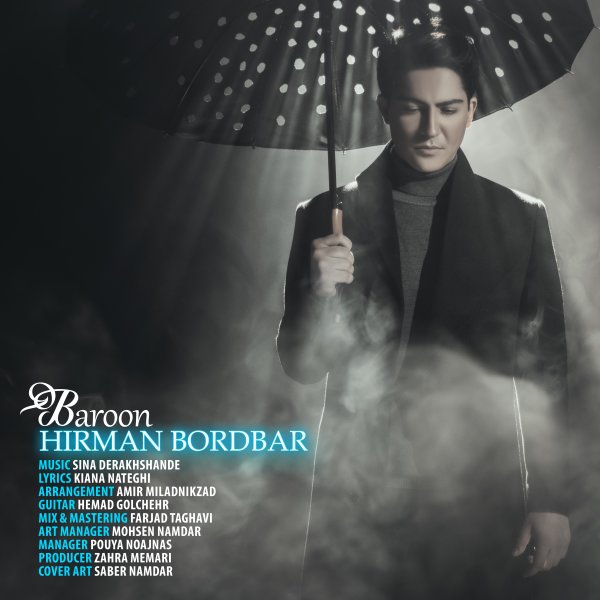 Baroon
HIRMAN BORDBAR
MUSIC SINA DERAKHSHANDE
LYRICS KIANA NATEGHI
ARRANGEMENT AMIR MILADNIKZAD
GUITAR HEMAD GOLCHEHR
MIX & MASTERING FARJAD TAGHAVI
ART MANAGER MOHSEN NAMDAR
MANAGER POUYA NOAJNAS
PRODUCER ZAHRA MEMARI
COVER ART SABER NAMDAR